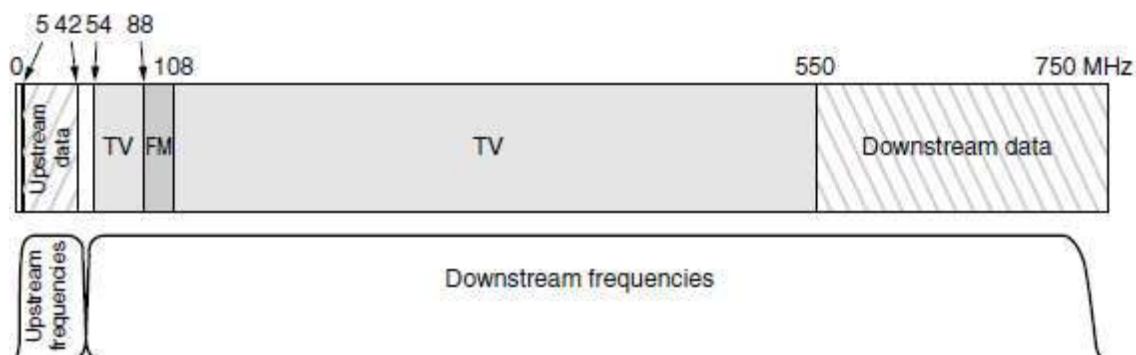 5 42 54 88
0 108 550 750 MHz
Upstream
data
TV FM TV Downstream data
Upstream
frequencies
Downstream frequencies